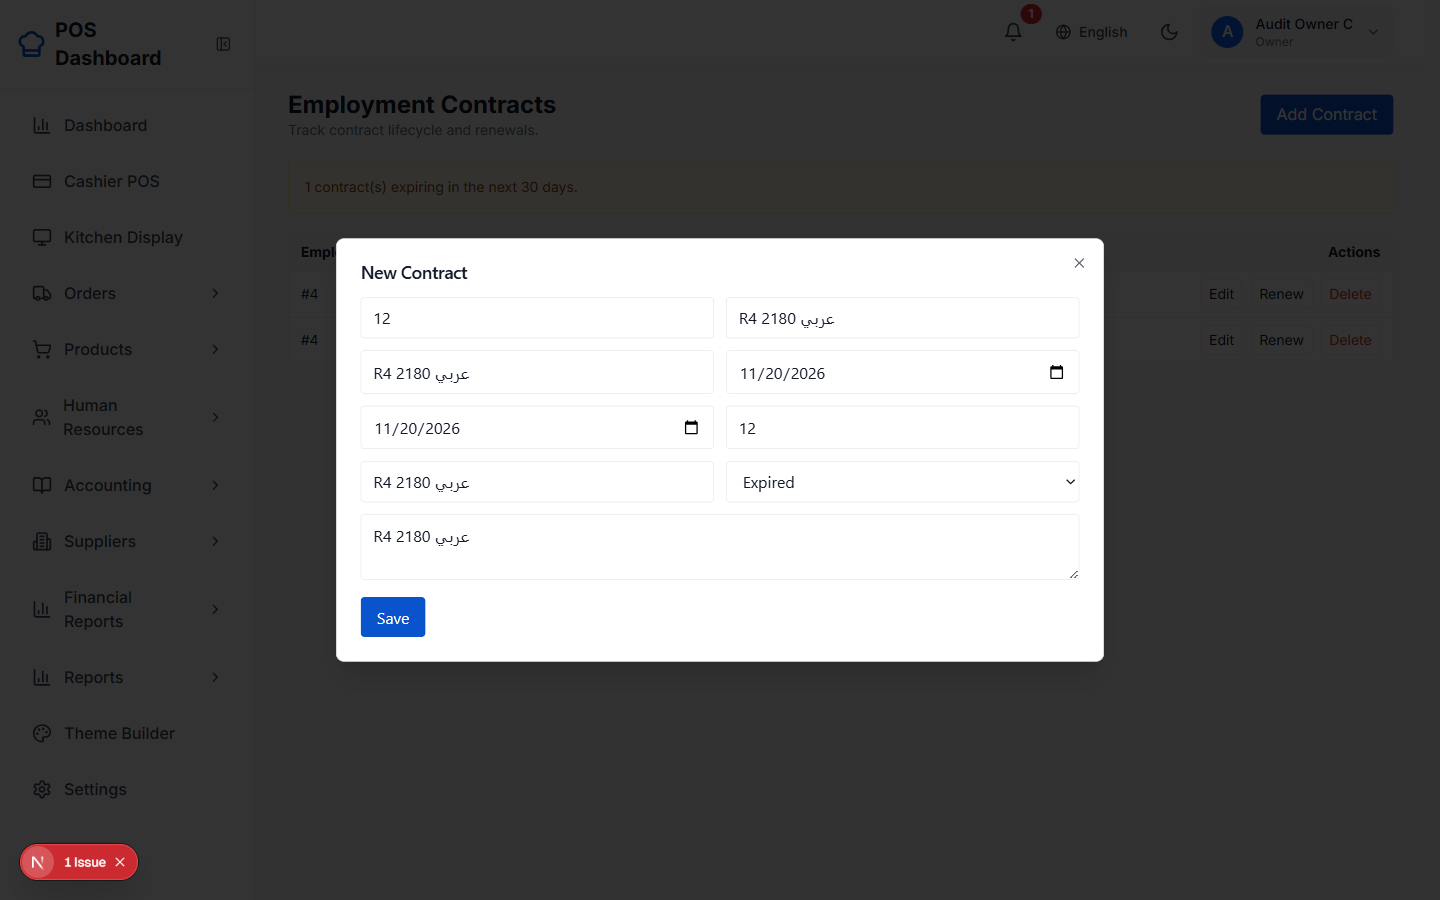 POS
Dashboard
1
English
A
Audit Owner C
Owner
Dashboard
Cashier POS
Kitchen Display
Orders
Products
Human
Resources
Accounting
Suppliers
Financial
Reports
Reports
Theme Builder
Settings
1 Issue
Employment Contracts
Track contract lifecycle and renewals.
Add Contract
1 contract(s) expiring in the next 30 days.
Actions
#4
Edit Renew Delete
#4
Edit Renew Delete
New Contract
12
R4 2180 عربي
R4 2180 عربي
11/20/2026
11/20/2026
12
R4 2180 عربي
Expired
R4 2180 عربي
Save